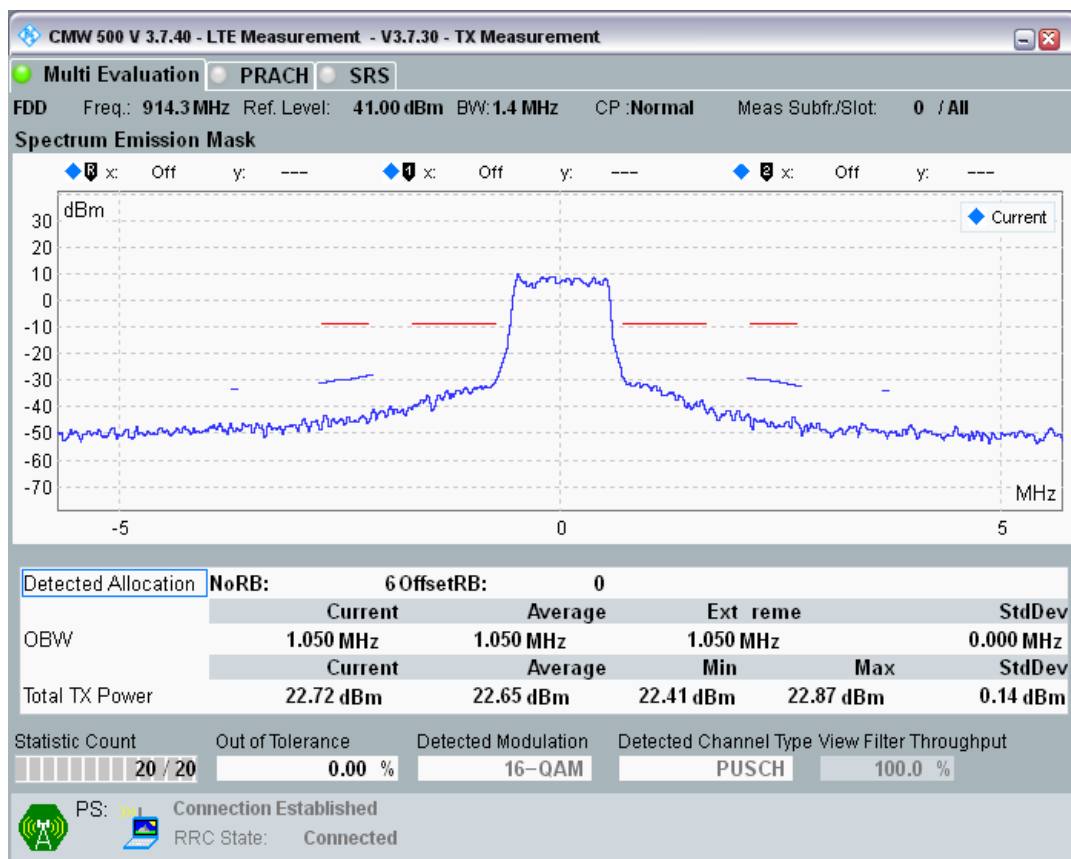 CMW 500 V 3.7.40 - LTE Measurement - V3.7.30 - TX Measurement
Multi Evaluation PRACH SRS
FDD Freq.: 914.3 MHz Ref. Level: 41.00 dBm BW: 1.4 MHz CP :Normal Meas Subfr./Slot: 0 / All
Spectrum Emission Mask
R x: Off y: --- 1 x: Off y: --- 2 x: Off y: ---
dBm
Current
30
20
10
0
-10
-20
-30
-40
-50
-60
-70
MHz
-5 0 5
Detected Allocation NoRB: 6 OffsetRB: 0
Current Average Ext reme StdDev
OBW 1.050 MHz 1.050 MHz 1.050 MHz 0.000 MHz
Current Average Min Max StdDev
Total TX Power 22.72 dBm 22.65 dBm 22.41 dBm 22.87 dBm 0.14 dBm
Statistic Count Out of Tolerance Detected Modulation Detected Channel Type View Filter Throughput
20 / 20 0.00 % 16-QAM PUSCH 100.0 %
PS: Connection Established
RRC State: Connected